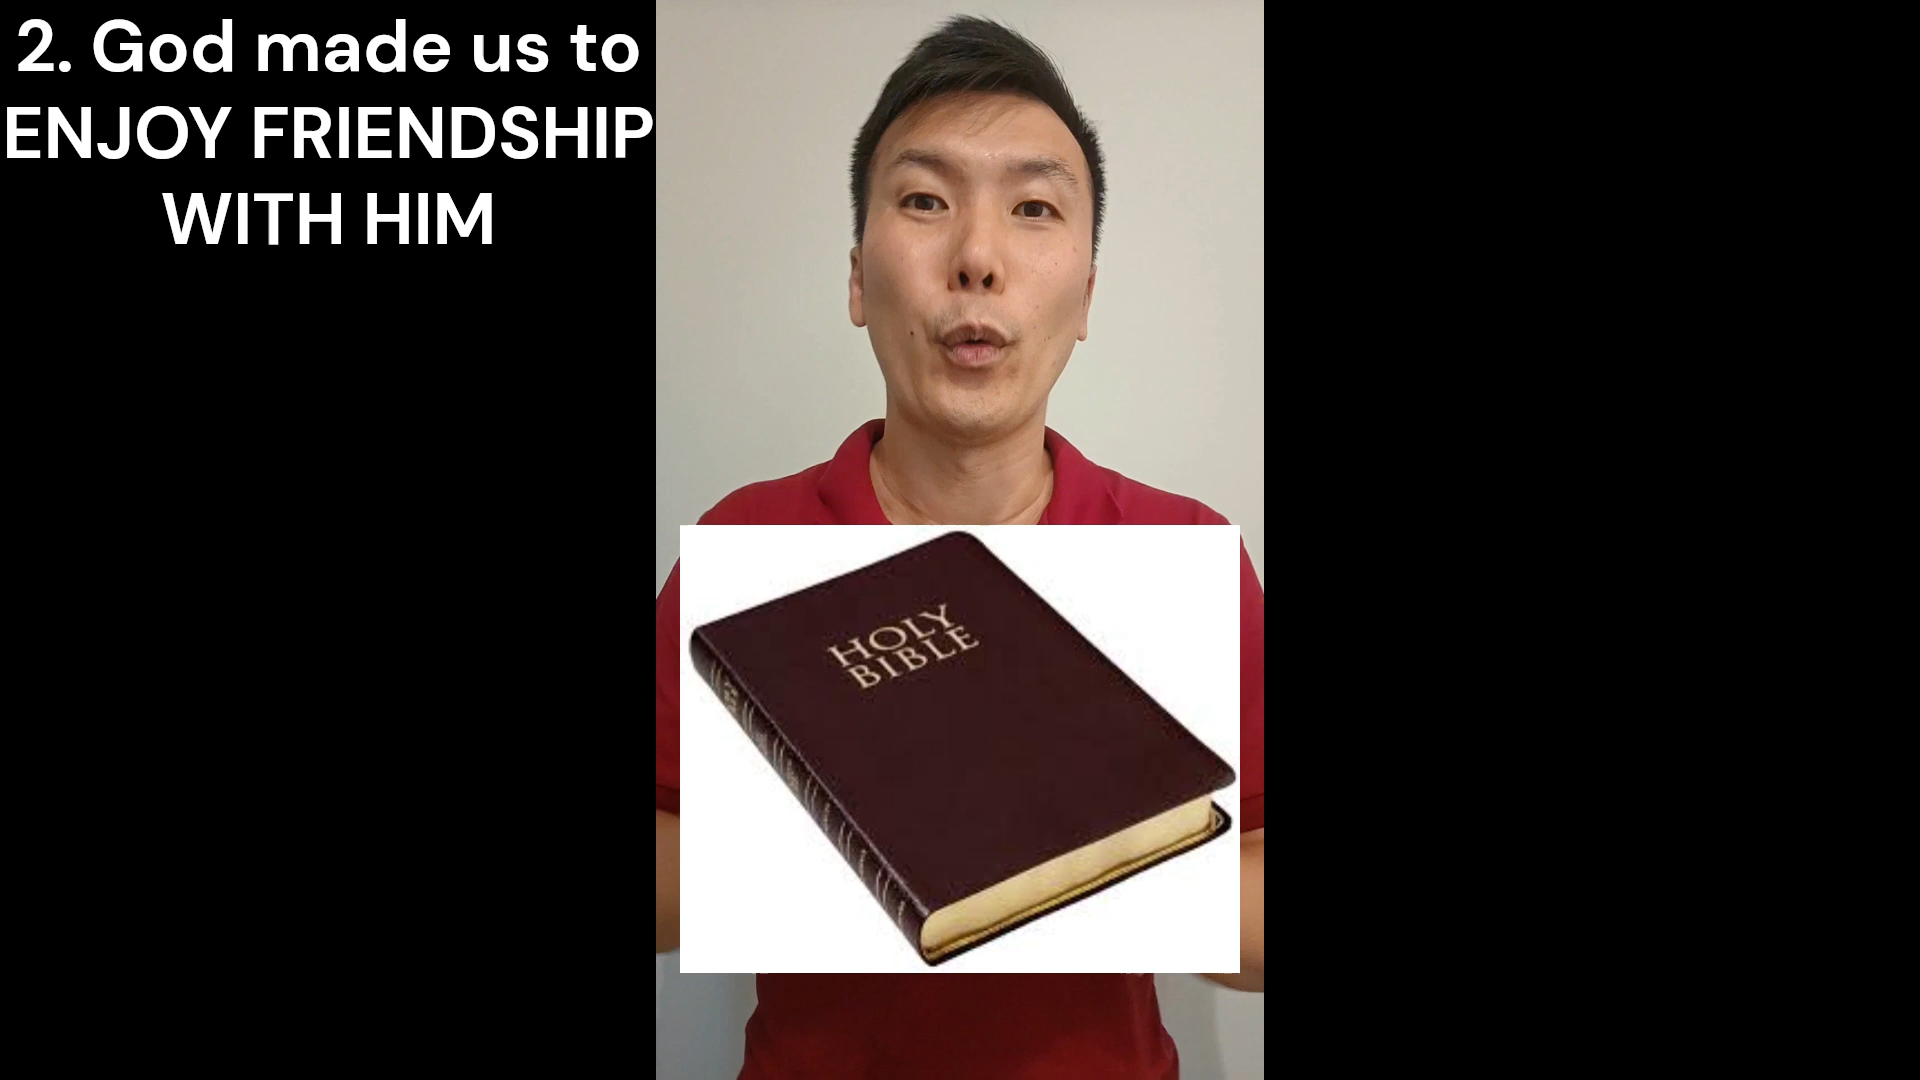 2. God made us to
ENJOY FRIENDSHIP
WITH HIM
HOLY
BIBLE